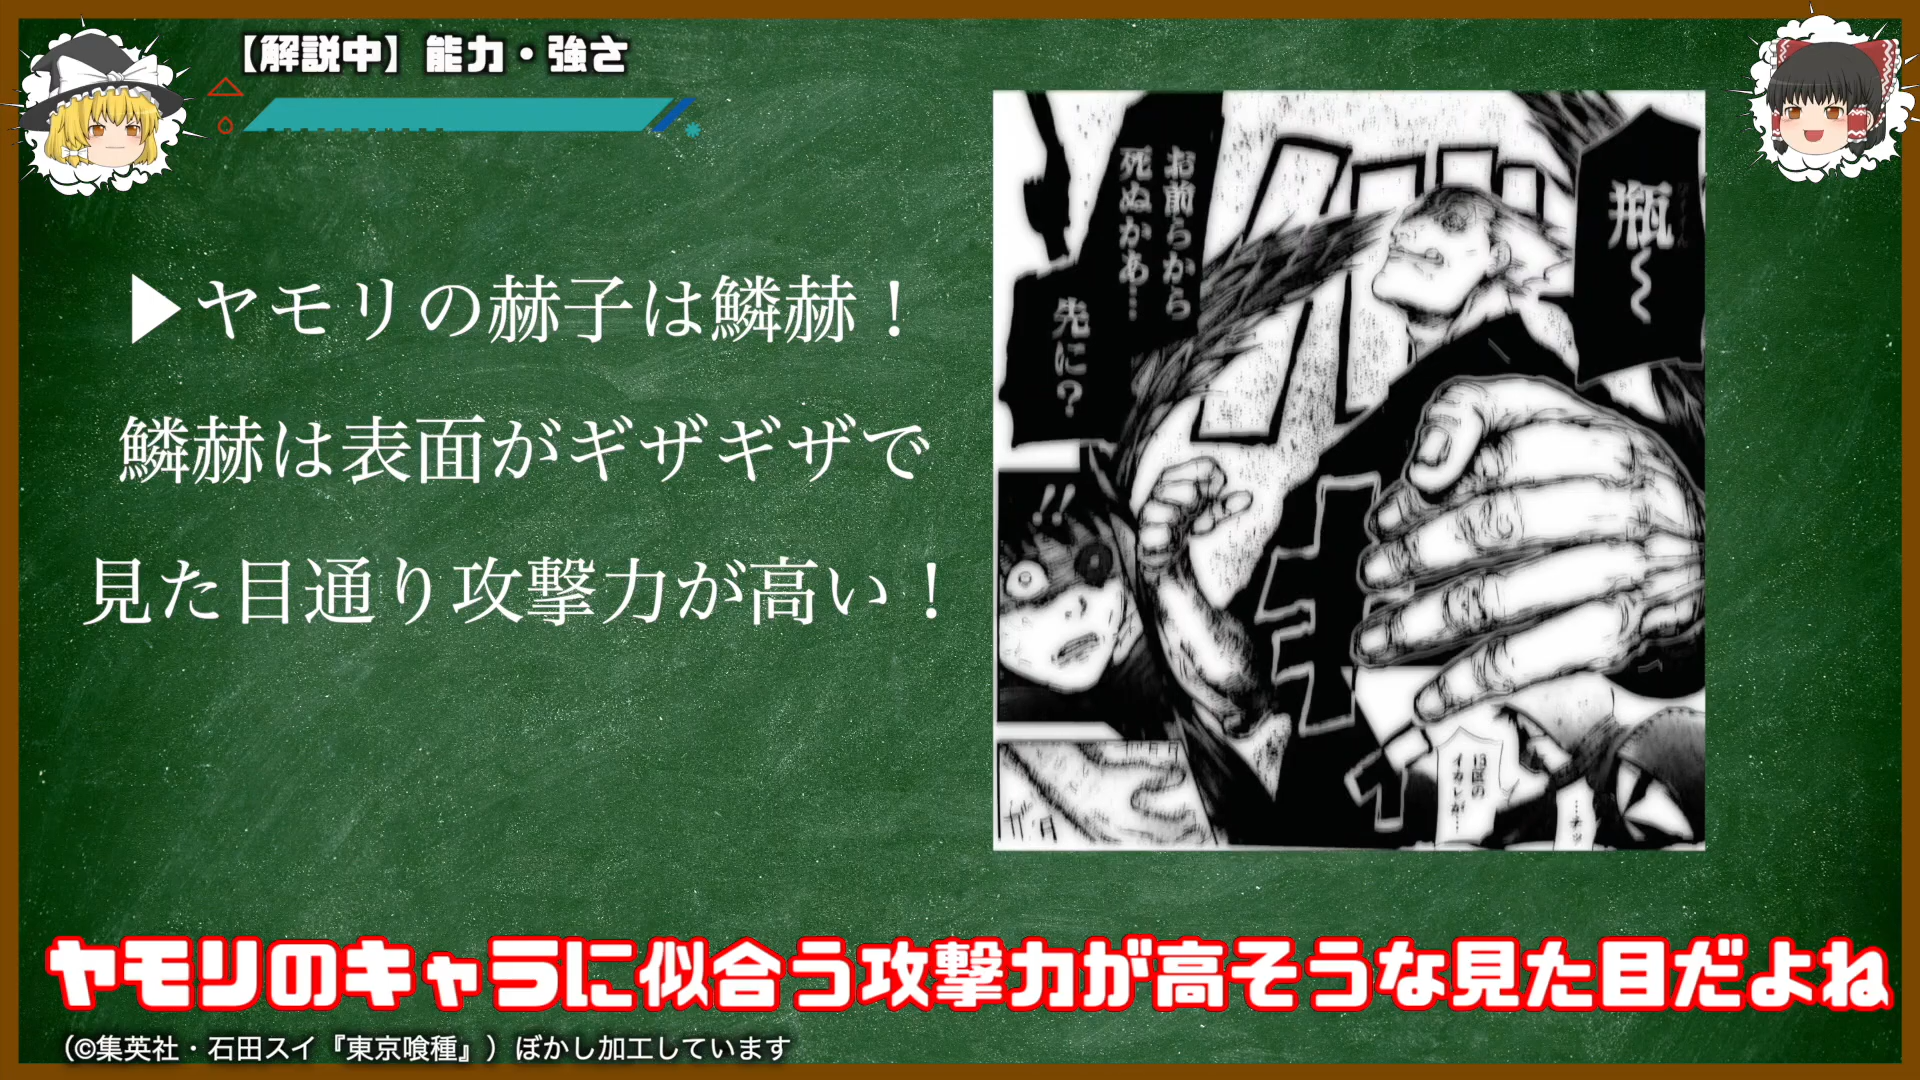 【解説中】能力・強さ
▶ヤモリの赫子は鱗赫！
鱗赫は表面がギザギザで
見た目通り攻撃力が高い！
瓶～
お前らから
死ぬかあ…
先に？
!!
13区の
イカレが…
ヤモリのキャラに似合う攻撃力が高そうな見た目だよね
（©集英社・石田スイ『東京喰種』）ぼかし加工しています